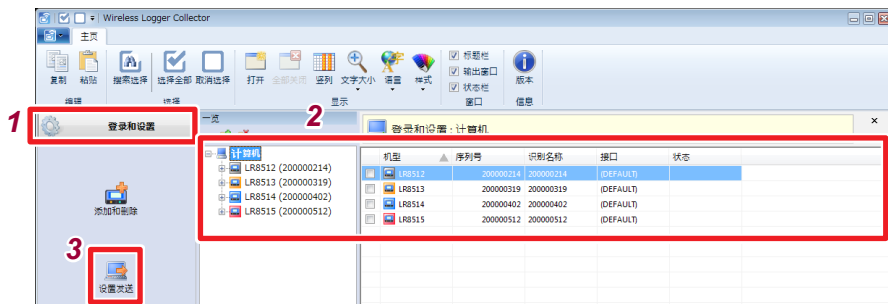 Wireless Logger Collector
主页
复制 粘贴 搜索选择 选择全部 取消选择 打开 全部关闭 竖列 文字大小 语言 样式 标题栏 输出窗口 状态栏 版本
编辑 选择 显示 窗口 信息
1 登录和设置
一览
2
登录和设置 : 计算机
×
计算机
LR8512 (200000214)
LR8513 (200000319)
LR8514 (200000402)
LR8515 (200000512)
机型 序列号 识别名称 接口 状态
LR8512 200000214 200000214 (DEFAULT)
LR8513 200000319 200000319 (DEFAULT)
LR8514 200000402 200000402 (DEFAULT)
LR8515 200000512 200000512 (DEFAULT)
添加和删除
3
设置发送